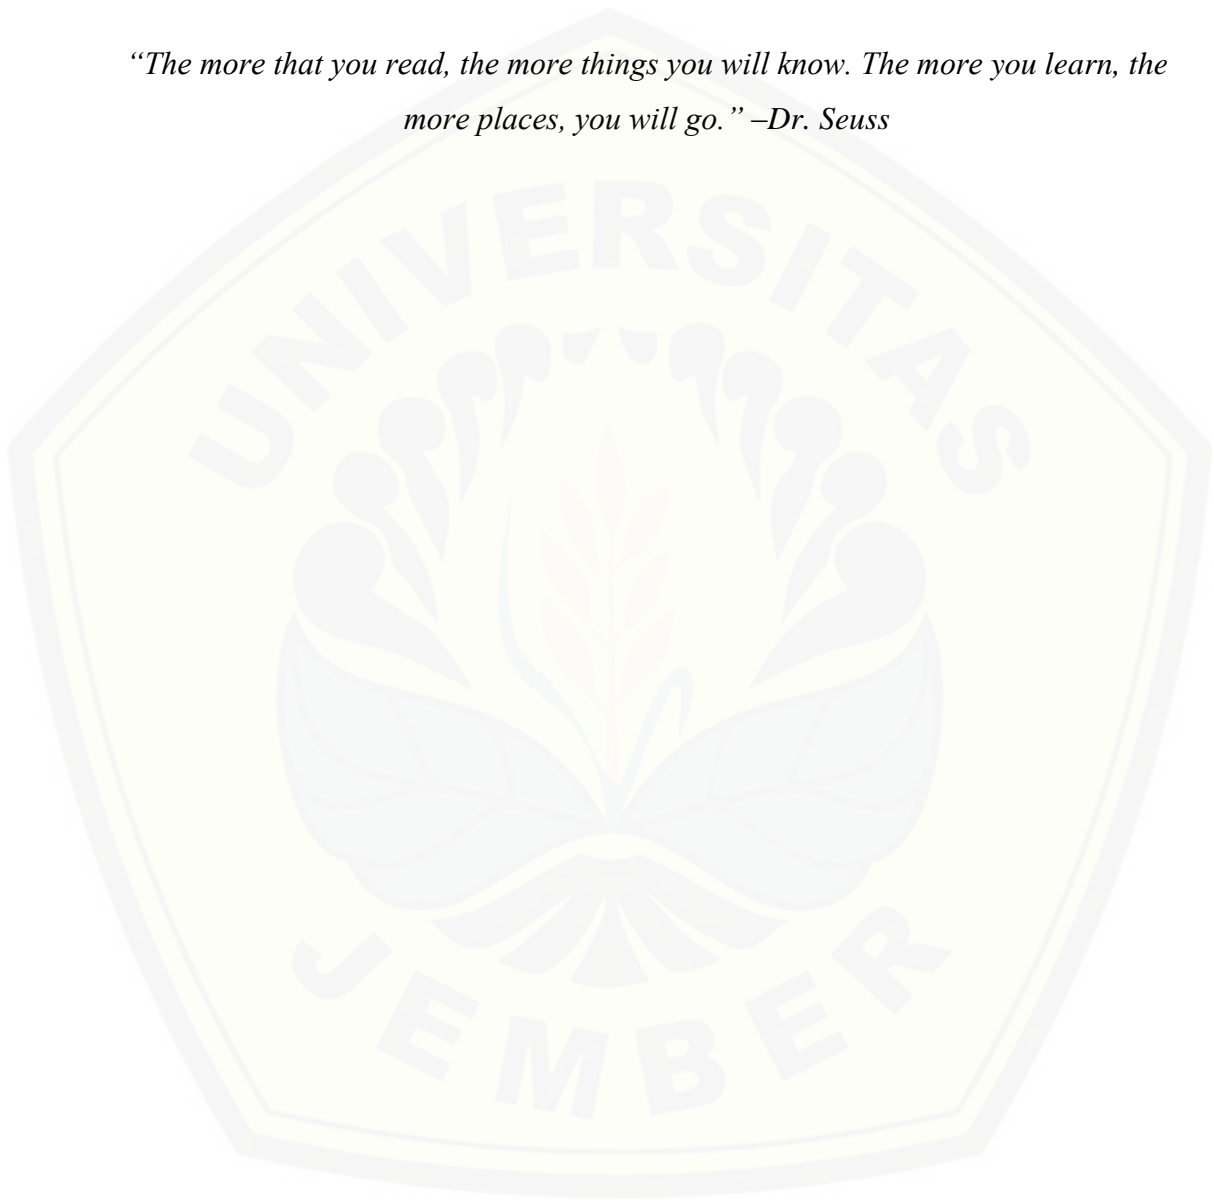 “The more that you read, the more things you will know. The more you learn, the
more places, you will go.” –Dr. Seuss
UNIVERSITAS
JEMBER